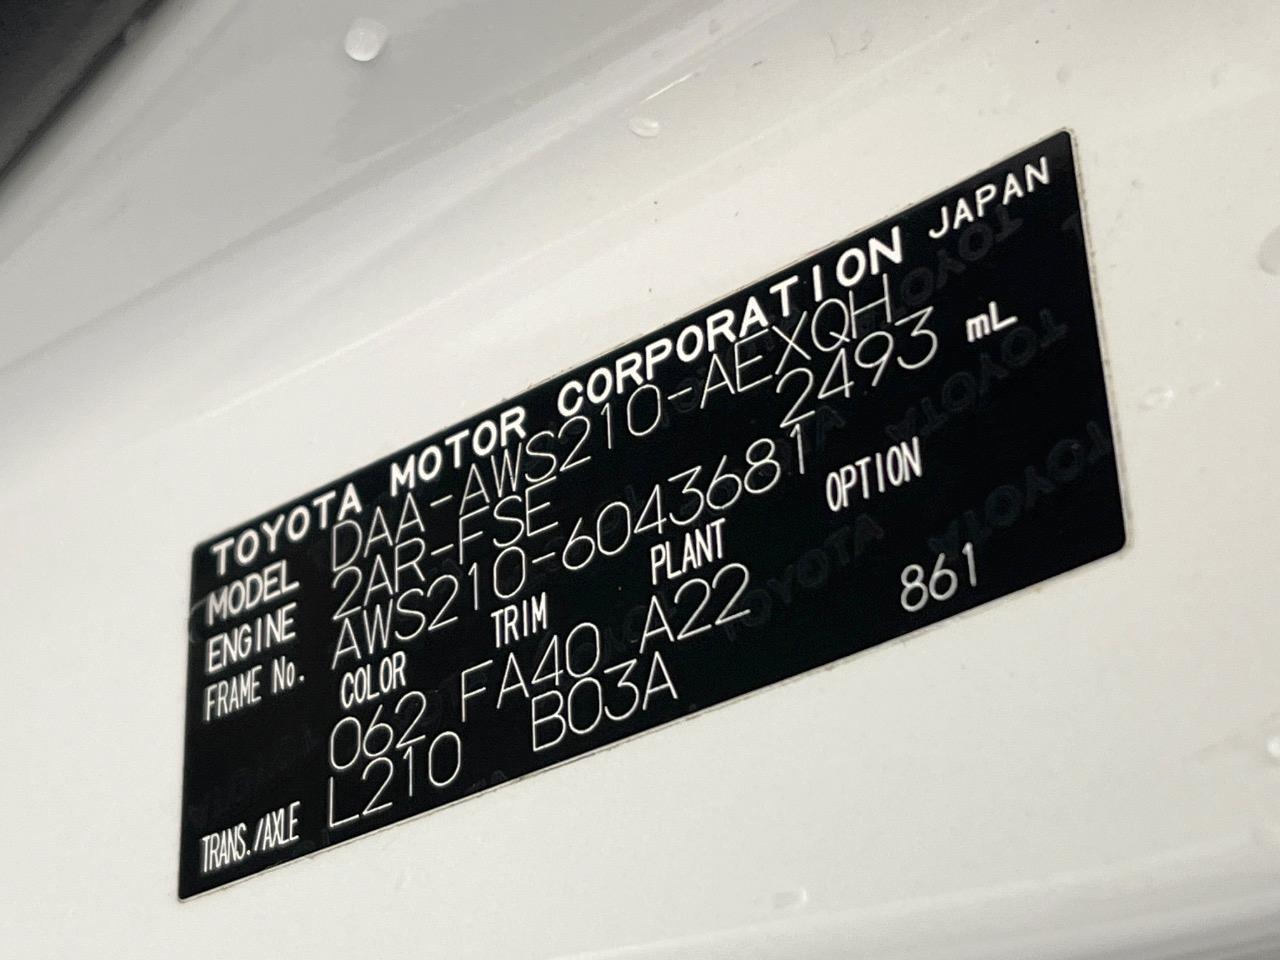 TOYOTA MOTOR CORPORATION JAPAN
MODEL DAA-AWS210-AEXQH
ENGINE 2AR-FSE 2493 mL
FRAME No. AWS210-6043681
COLOR TRIM PLANT OPTION
062 FA40 A22 861
TRANS./AXLE L210 B03A